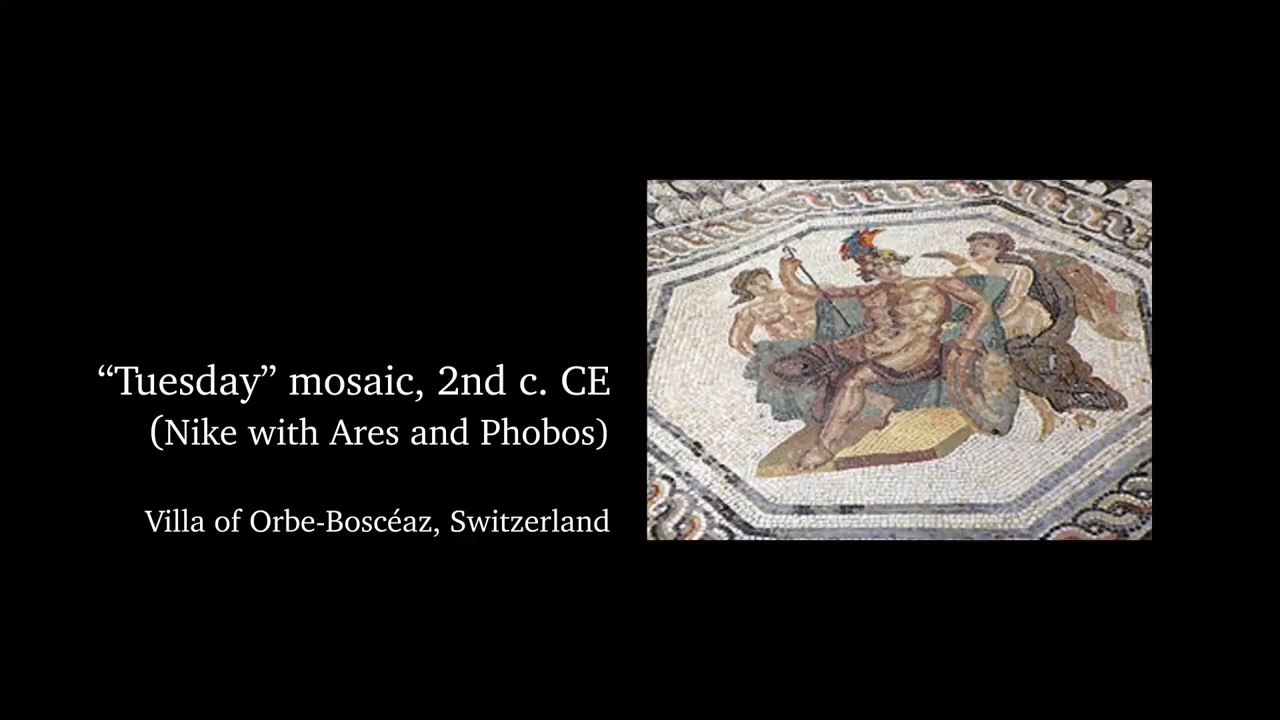 “Tuesday” mosaic, 2nd c. CE
(Nike with Ares and Phobos)
Villa of Orbe-Boscéaz, Switzerland